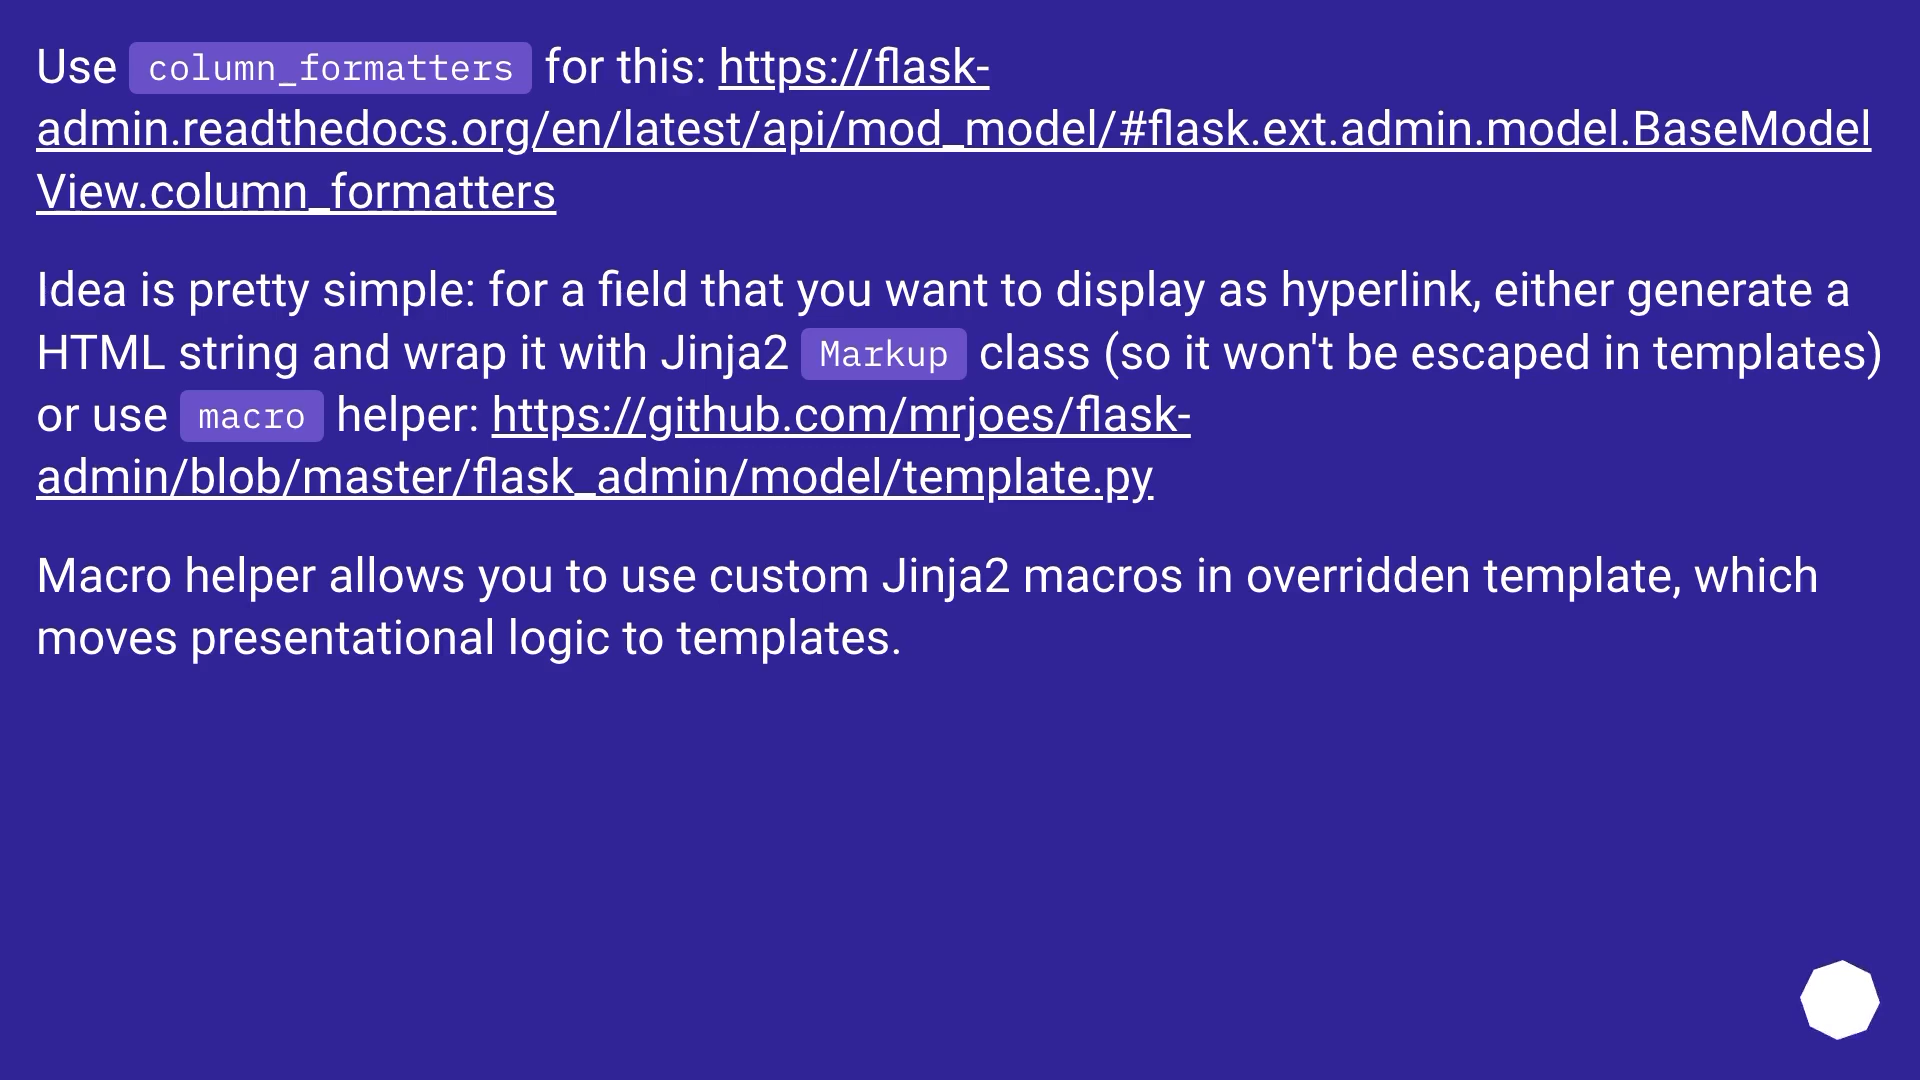 Use column_formatters for this: https://flask-
admin.readthedocs.org/en/latest/api/mod_model/#flask.ext.admin.model.BaseModel
View.column_formatters
Idea is pretty simple: for a field that you want to display as hyperlink, either generate a
HTML string and wrap it with Jinja2 Markup class (so it won't be escaped in templates)
or use macro helper: https://github.com/mrjoes/flask-
admin/blob/master/flask_admin/model/template.py
Macro helper allows you to use custom Jinja2 macros in overridden template, which
moves presentational logic to templates.